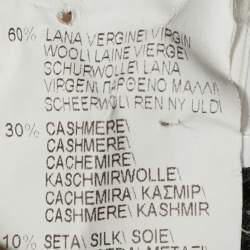 60% LANA VERGINE\ VIRGIN
WOOL\ LAINE VIERGE\
SCHURWOLLE\ LANA
VIRGEN\ ΠΑΡΘΕΝΟ ΜΑΛΛΙ\
SCHEERWOL\ REN NY ULD\
30% CASHMERE\
CASHMERE\
CACHEMIRE\
KASCHMIRWOLLE\
CACHEMIRA\ ΚΑΣΜΙΡ\
CASHMERE\ KASHMIR
10% SETA\ SILK\ SOIE\